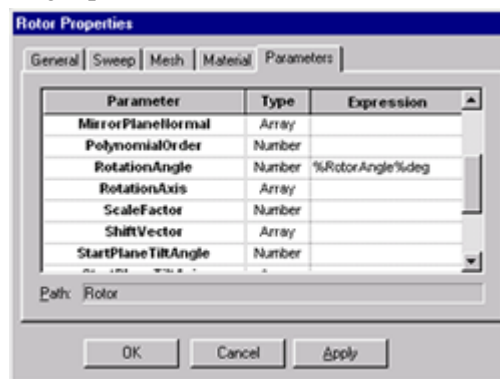 Rotor Properties
General Sweep Mesh Material Parameters
Parameter Type Expression
MirrorPlaneNormal Array
PolynomialOrder Number
RotationAngle Number %RotorAngle%deg
RotationAxis Array
ScaleFactor Number
ShiftVector Array
StartPlaneTiltAngle Number
Path: Rotor
OK Cancel Apply